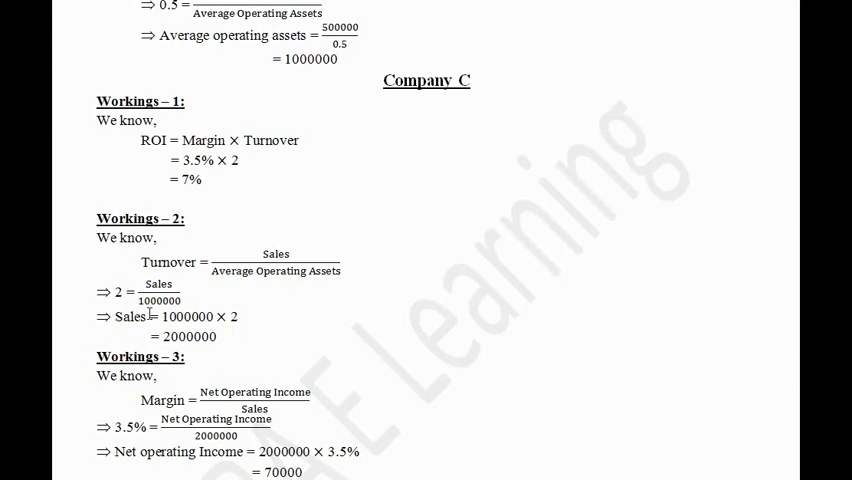 ⇒ 0.5 = ―――――――――
Average Operating Assets
⇒ Average operating assets = 500000/0.5
= 1000000
Company C
Workings – 1:
We know,
ROI = Margin × Turnover
= 3.5% × 2
= 7%
Workings – 2:
We know,
Turnover = Sales/Average Operating Assets
⇒ 2 = Sales/1000000
⇒ Sales = 1000000 × 2
= 2000000
Workings – 3:
We know,
Margin = Net Operating Income/Sales
⇒ 3.5% = Net Operating Income/2000000
⇒ Net operating Income = 2000000 × 3.5%
= 70000
E Learning